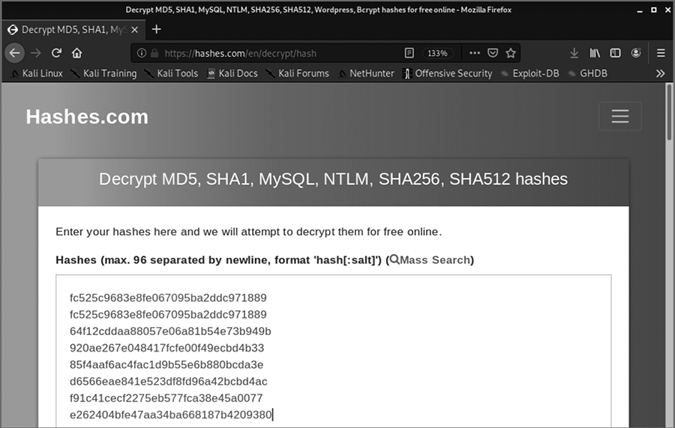 Decrypt MD5, SHA1, MySQL, NTLM, SHA256, SHA512, Wordpress, Bcrypt hashes for free online - Mozilla Firefox
Decrypt MD5, SHA1, My
https://hashes.com/en/decrypt/hash 133%
Kali Linux Kali Training Kali Tools Kali Docs Kali Forums NetHunter Offensive Security Exploit-DB GHDB
Hashes.com
Decrypt MD5, SHA1, MySQL, NTLM, SHA256, SHA512 hashes
Enter your hashes here and we will attempt to decrypt them for free online.
Hashes (max. 96 separated by newline, format 'hash[:salt]') (Mass Search)
fc525c9683e8fe067095ba2ddc971889
fc525c9683e8fe067095ba2ddc971889
64f12cddaa88057e06a81b54e73b949b
920ae267e048417fcfe00f49ecbd4b33
85f4aaf6ac4fac1d9b55e6b880bcda3e
d6566eae841e523df8fd96a42bcbd4ac
f91c41cecf2275eb577fca38e45a0077
e262404bfe47aa34ba668187b4209380